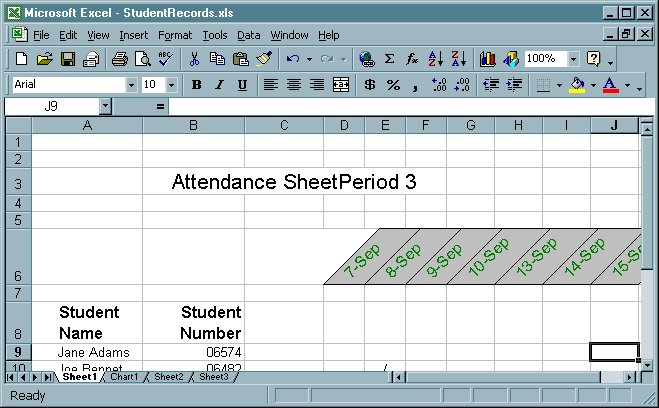 Microsoft Excel - StudentRecords.xls
File Edit View Insert Format Tools Data Window Help
100%
Arial 10 B I U $ % ,
J9 =
A B C D E F G H I J
1
2
3 Attendance SheetPeriod 3
4
5
6 7-Sep 8-Sep 9-Sep 10-Sep 13-Sep 14-Sep 15-Sep
7
Student Student
8 Name Number
9 Jane Adams 06574
10 Joe Bennet 06482 /
Sheet1 Chart1 Sheet2 Sheet3
Ready